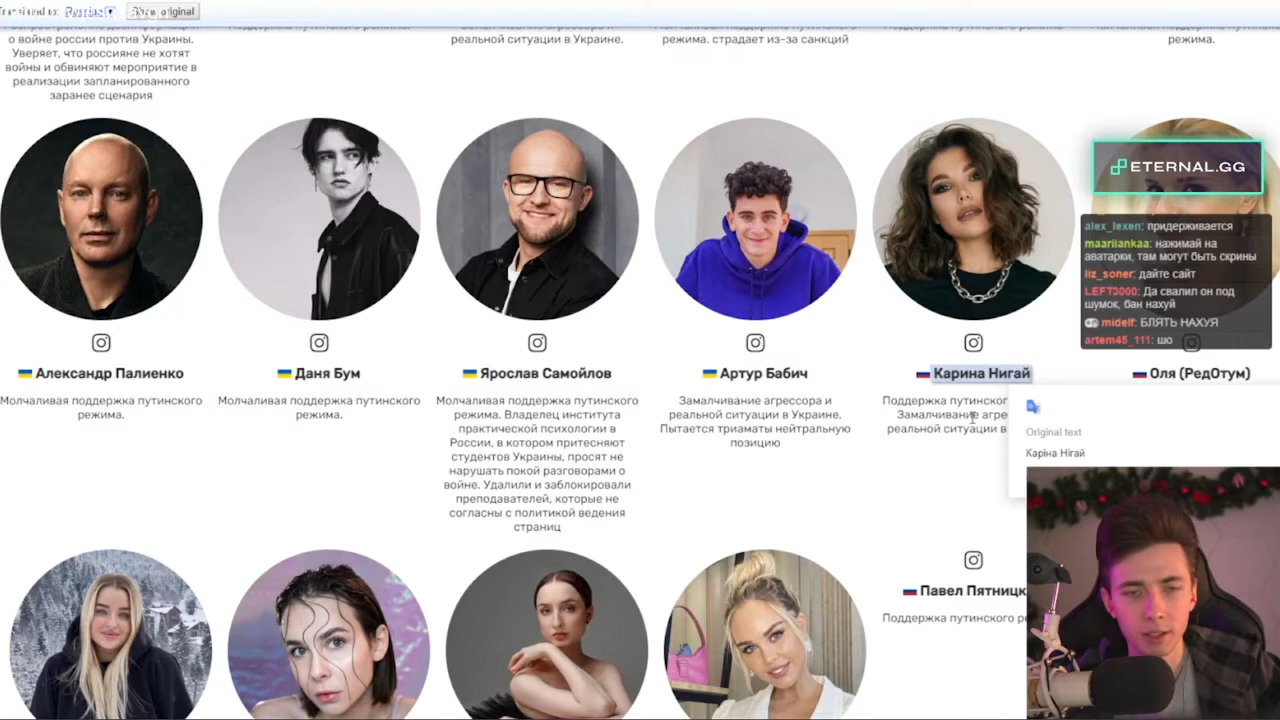 Translated to: Russian Show original
о войне россии против Украины.
Уверяет, что россияне не хотят
войны и обвиняют мероприятие в
реализации запланированного
заранее сценария
реальной ситуации в Украине.
режима. страдает из-за санкций
режима.
ETERNAL.GG
alex_lexen: придерживается
maariiankaa: нажимай на
аватарки, там могут быть скрины
liz_soner: дайте сайт
LEFT3000: Да свалил он под
шумок, бан нахуй
midelf: БЛЯТЬ НАХУЯ
artem45_111: шо
Александр Палиенко
Молчаливая поддержка путинского
режима.
Даня Бум
Молчаливая поддержка путинского
режима.
Ярослав Самойлов
Молчаливая поддержка путинского
режима. Владелец института
практической психологии в
России, в котором притесняют
студентов Украины, просят не
нарушать покой разговорами о
войне. Удалили и заблокировали
преподавателей, которые не
согласны с политикой ведения
страниц
Артур Бабич
Замалчивание агрессора и
реальной ситуации в Украине.
Пытается триаматы нейтральную
позицию
Карина Нигай
Поддержка путинског
Замалчивание агре
реальной ситуации в
Оля (РедОтум)
Original text
Каріна Нігай
Павел Пятницк
Поддержка путинского р